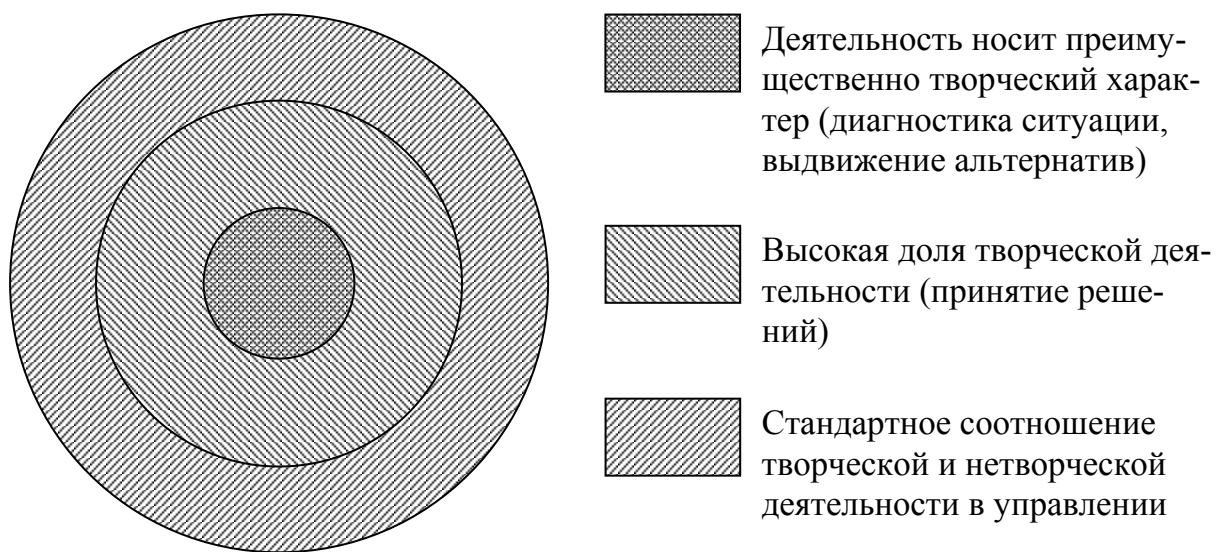 Деятельность носит преиму-
щественно творческий харак-
тер (диагностика ситуации,
выдвижение альтернатив)
Высокая доля творческой дея-
тельности (принятие реше-
ний)
Стандартное соотношение
творческой и нетворческой
деятельности в управлении